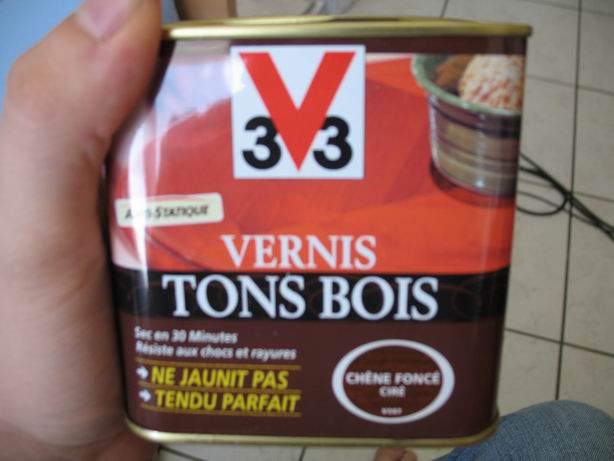 3V3
ANTI-STATIQUE
VERNIS
TONS BOIS
Sec en 30 Minutes
Résiste aux chocs et rayures
NE JAUNIT PAS
TENDU PARFAIT
CHÊNE FONCÉ
CIRÉ